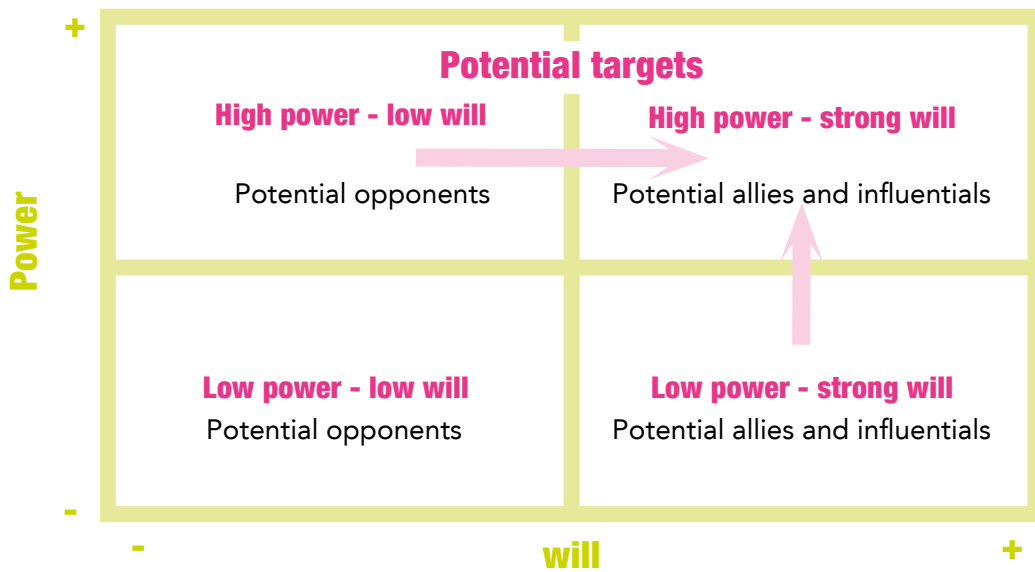 +
Potential targets
High power - low will
High power - strong will
Potential opponents
Potential allies and influentials
Power
Low power - low will
Low power - strong will
Potential opponents
Potential allies and influentials
-
-
will
+